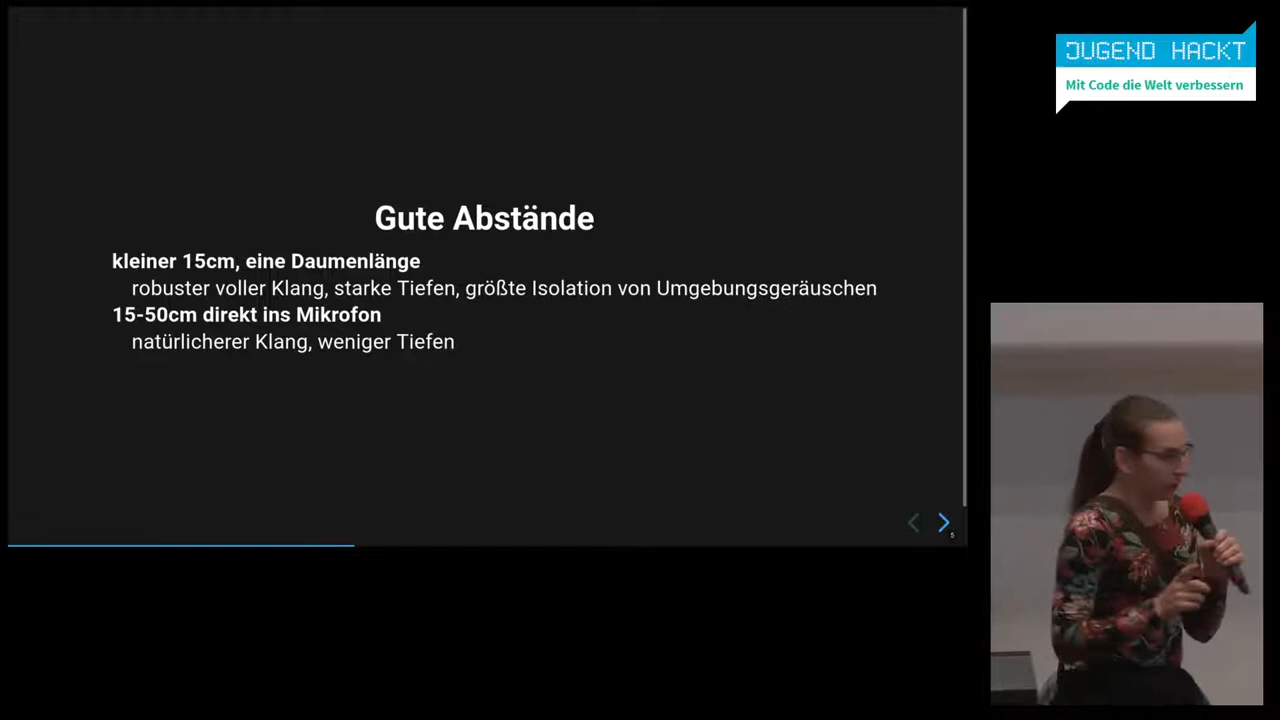 JUGEND HACKT
Mit Code die Welt verbessern
Gute Abstände
kleiner 15cm, eine Daumenlänge
robuster voller Klang, starke Tiefen, größte Isolation von Umgebungsgeräuschen
15-50cm direkt ins Mikrofon
natürlicherer Klang, weniger Tiefen
5